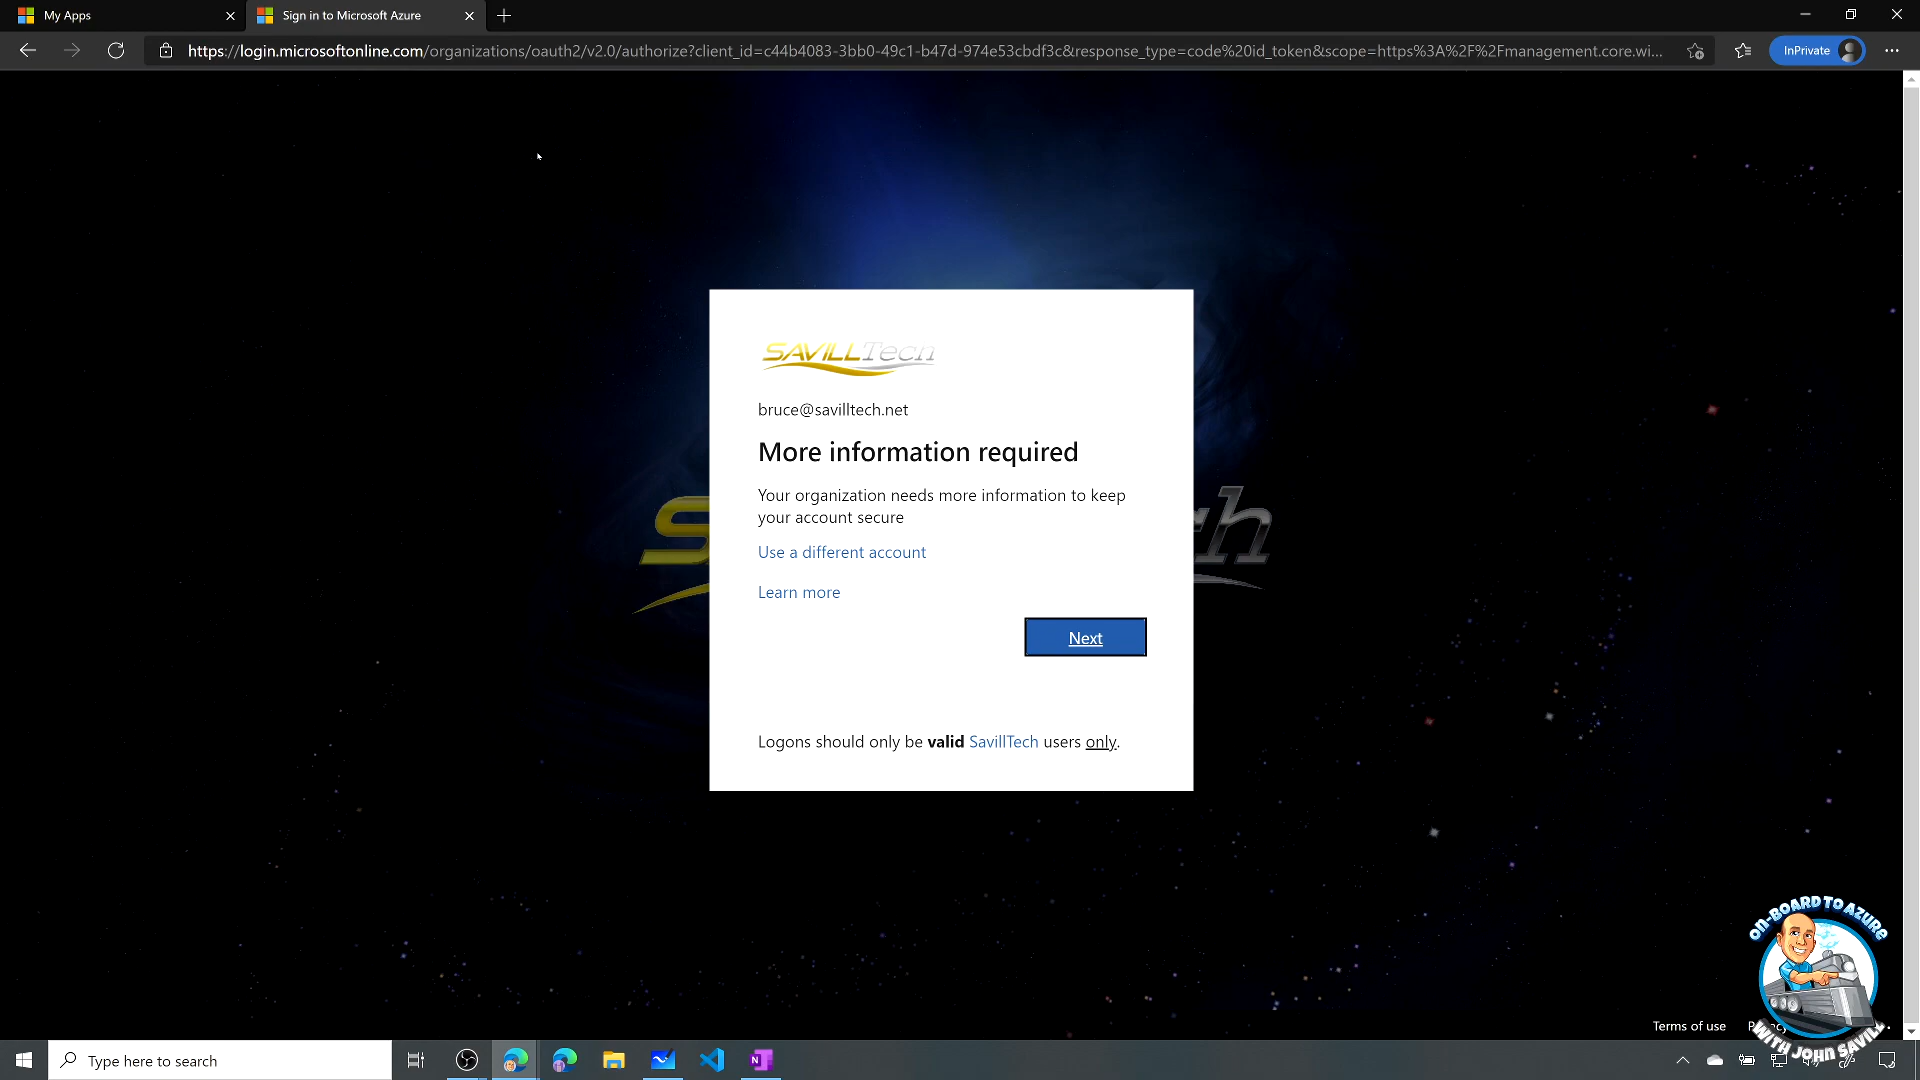 My Apps
Sign in to Microsoft Azure
https://login.microsoftonline.com/organizations/oauth2/v2.0/authorize?client_id=c44b4083-3bb0-49c1-b47d-974e53cbdf3c&response_type=code%20id_token&scope=https%3A%2F%2Fmanagement.core.wi...
InPrivate
SAVILLTech
bruce@savilltech.net
More information required
Your organization needs more information to keep
your account secure
Use a different account
Learn more
Next
Logons should only be valid SavillTech users only.
ON-BOARD TO AZURE
WITH JOHN SAVILL
Terms of use
Type here to search